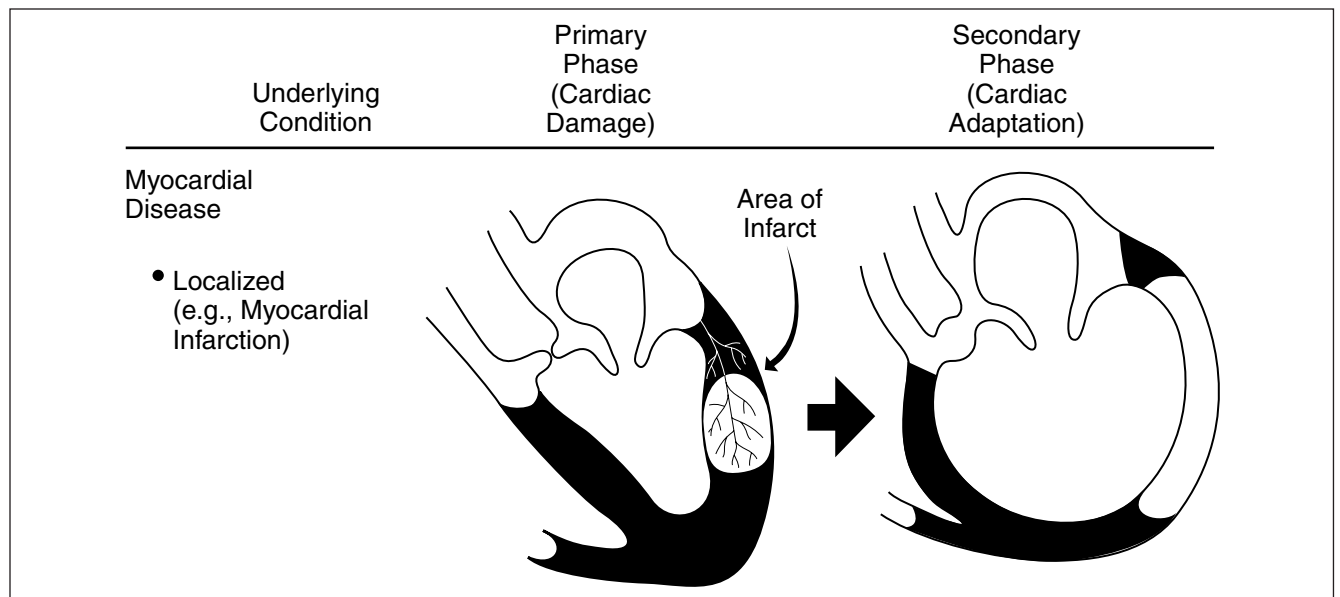 Underlying
Condition
Primary
Phase
(Cardiac
Damage)
Secondary
Phase
(Cardiac
Adaptation)
Myocardial
Disease
• Localized
(e.g., Myocardial
Infarction)
Area of
Infarct